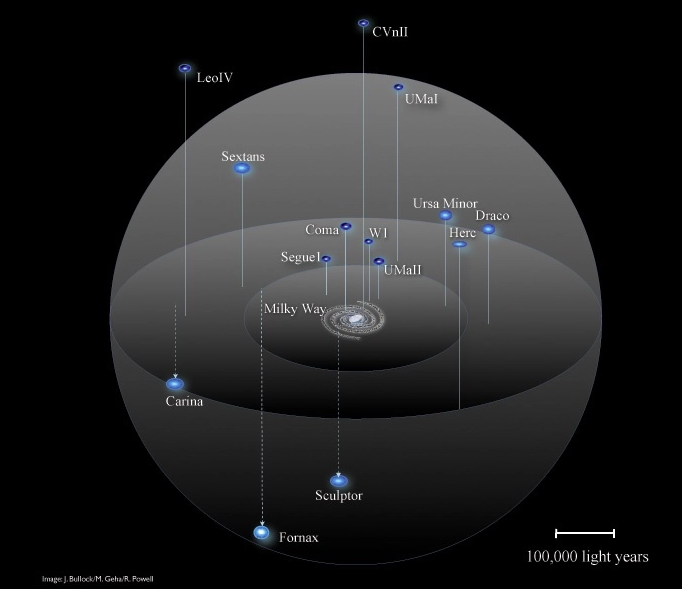 CVnII
LeoIV
UMaI
Sextans
Ursa Minor
Draco
Coma
W1
Herc
Segue1
UMaII
Milky Way
Carina
Sculptor
Fornax
100,000 light years
Image: J. Bullock/M. Geha/R. Powell